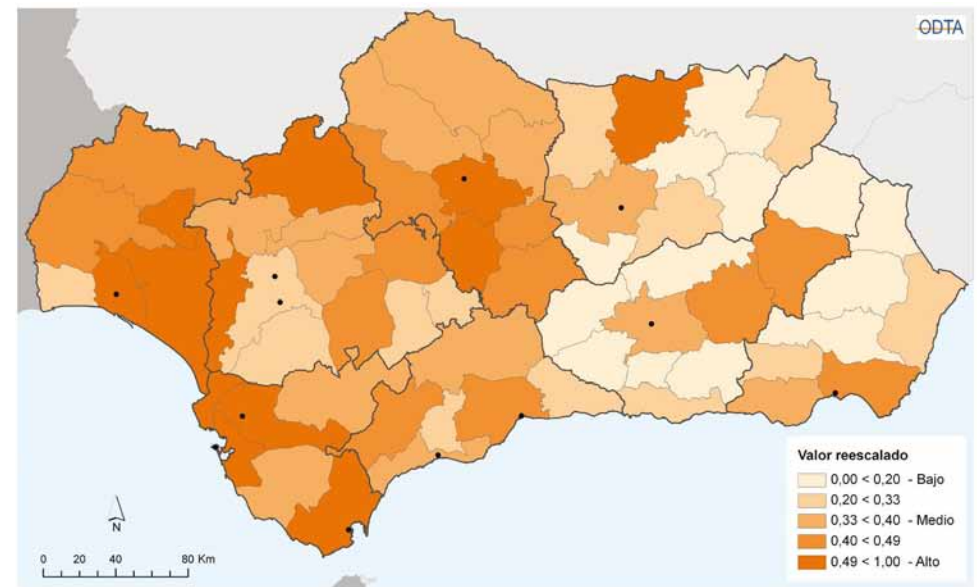 ODTA
Valor reescalado
0,00 < 0,20 - Bajo
0,20 < 0,33
0,33 < 0,40 - Medio
0,40 < 0,49
0,49 < 1,00 - Alto
N
0 20 40 80 Km